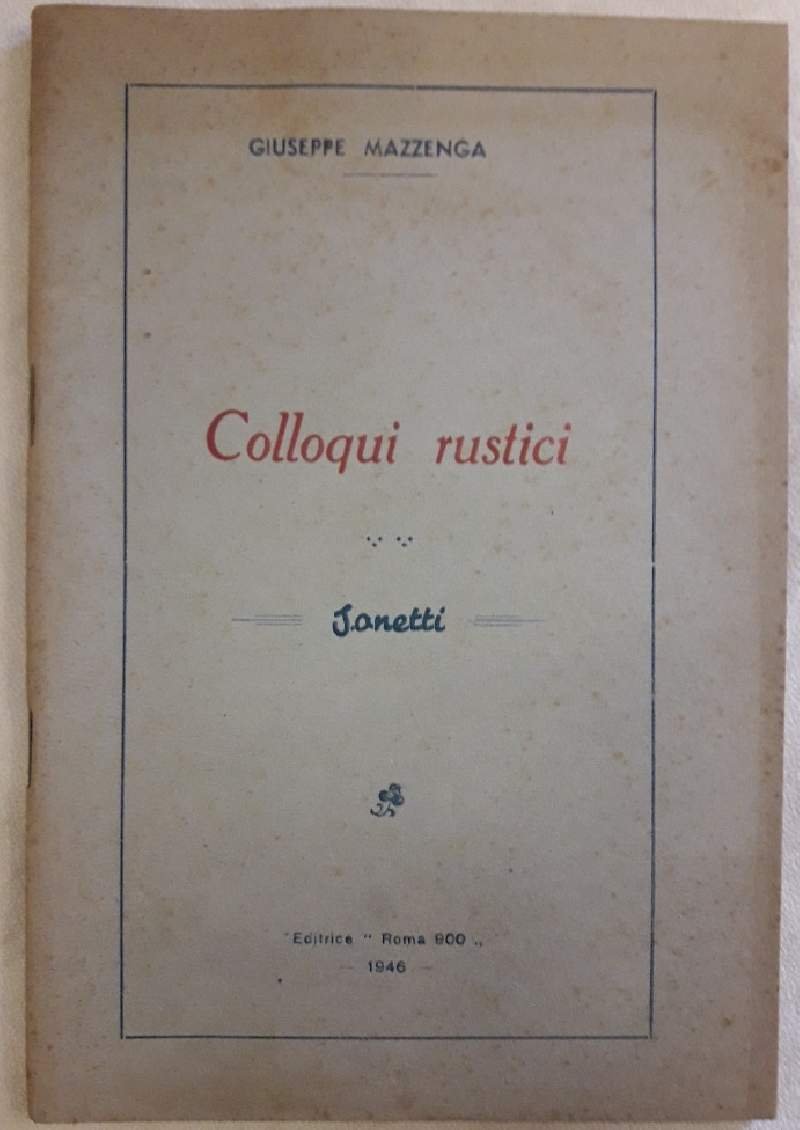 GIUSEPPE MAZZENGA
Colloqui rustici
Sonetti
Editrice " Roma 900 „
— 1946 —